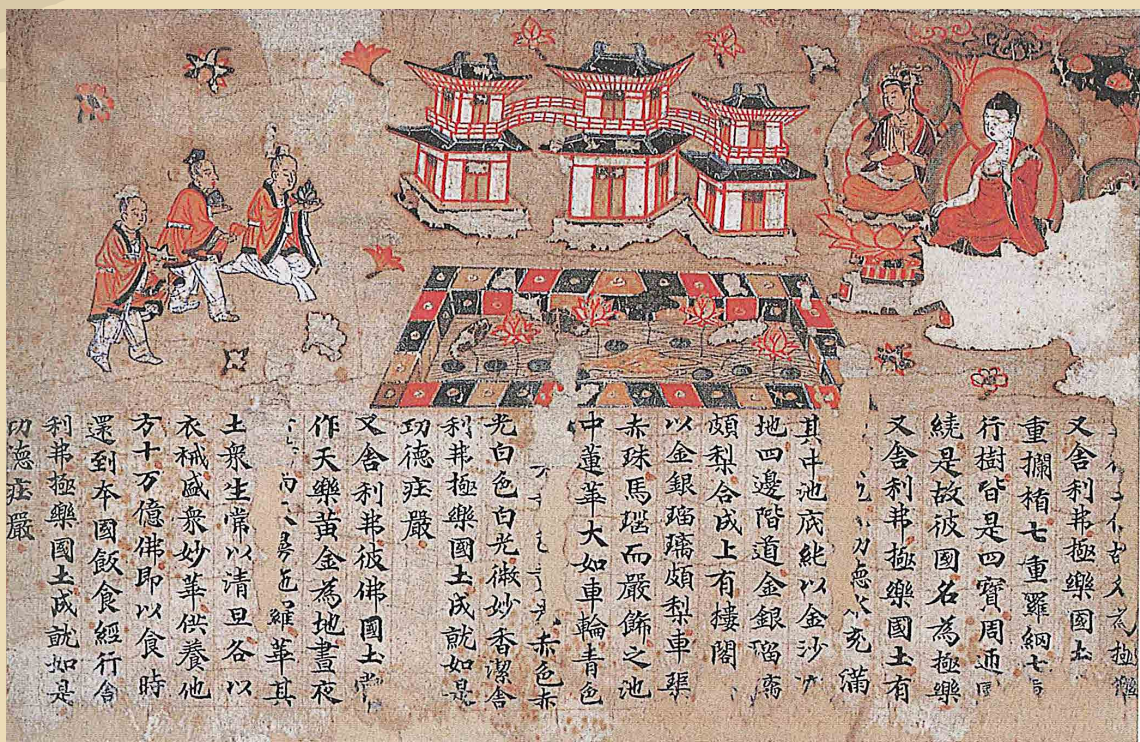 極
又舍利弗極樂國土
重攔楯七重羅網七
行樹皆是四寶周迊
繞是故彼國名為極樂
又舍利弗極樂國土有
充滿
其中池底純以金沙
地四邊階道金銀瑠璃
頗梨合成上有樓閣
以金銀瑠璃頗梨車璖
赤珠馬瑙而嚴飾之池
中蓮華大如車輪青色
赤色赤
光白色白光微妙香潔舍
利弗極樂國土成就如是
功德庄嚴
又舍利弗彼佛國土常
作天樂黃金為地晝夜
羅華其
土衆生常以清旦各以
衣祴盛衆妙華供養他
方十万億佛即以食時
還到本國飯食經行舍
利弗極樂國土成就如是
功德庄嚴